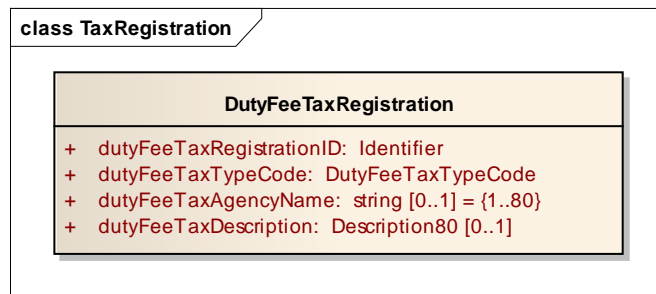 class TaxRegistration
DutyFeeTaxRegistration
+ dutyFeeTaxRegistrationID: Identifier
+ dutyFeeTaxTypeCode: DutyFeeTaxTypeCode
+ dutyFeeTaxAgencyName: string [0..1] = {1..80}
+ dutyFeeTaxDescription: Description80 [0..1]